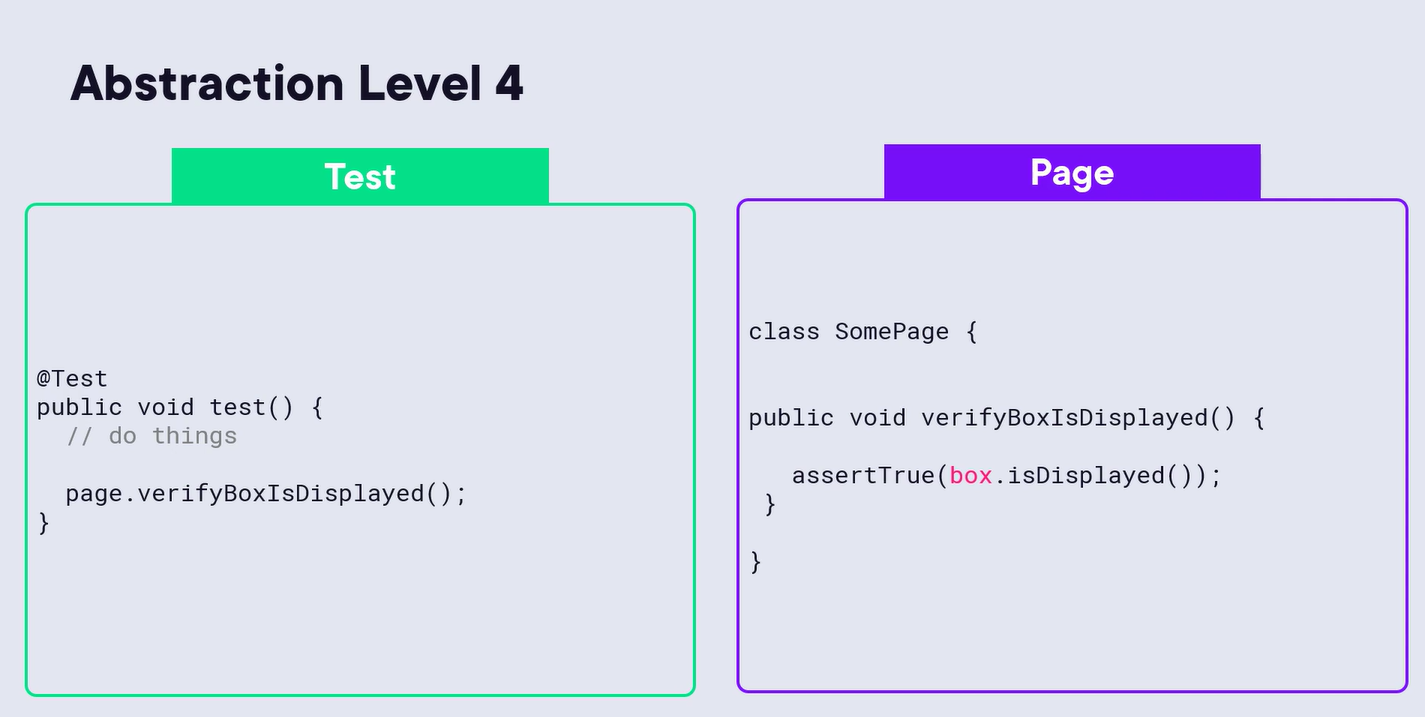 Abstraction Level 4
Test
@Test
public void test() {
  // do things
  page.verifyBoxIsDisplayed();
}
Page
class SomePage {
public void verifyBoxIsDisplayed() {
   assertTrue(box.isDisplayed());
 }
}